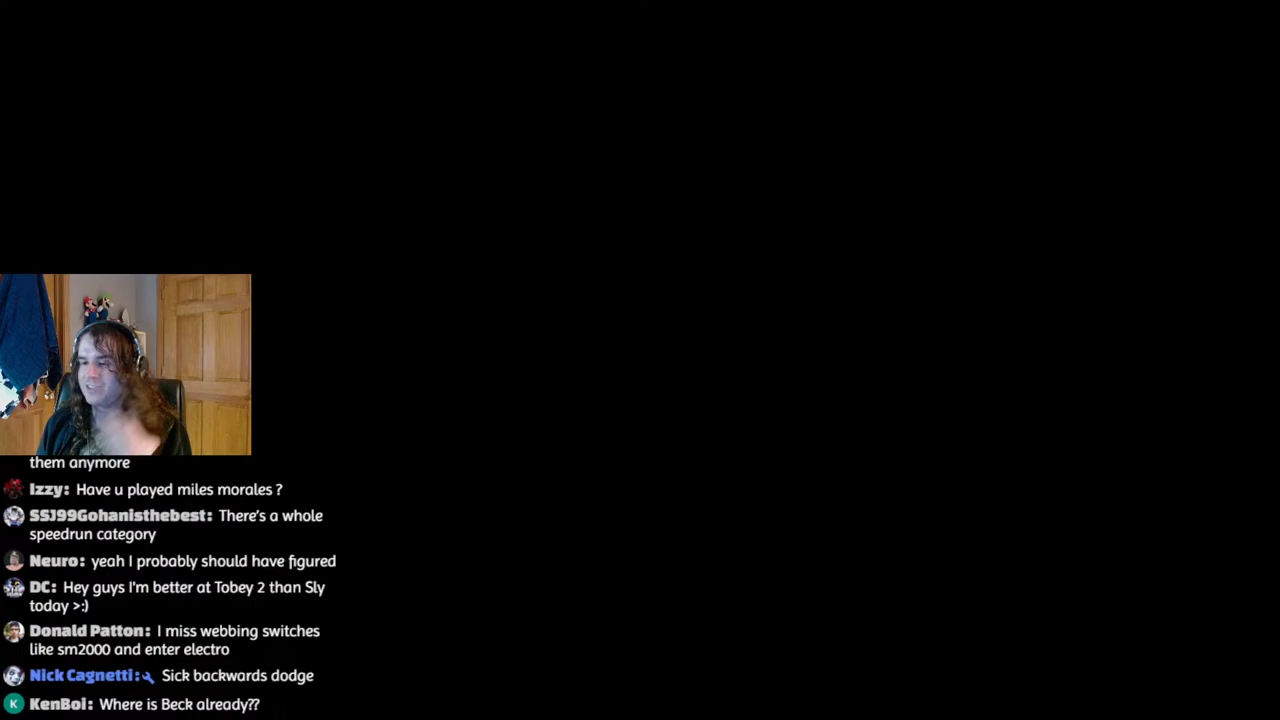 them anymore
Izzy: Have u played miles morales ?
SSJ99Gohanisthebest: There's a whole
speedrun category
Neuro: yeah I probably should have figured
DC: Hey guys I'm better at Tobey 2 than Sly
today >:)
Donald Patton: I miss webbing switches
like sm2000 and enter electro
Nick Cagnetti: Sick backwards dodge
K KenBoi: Where is Beck already??